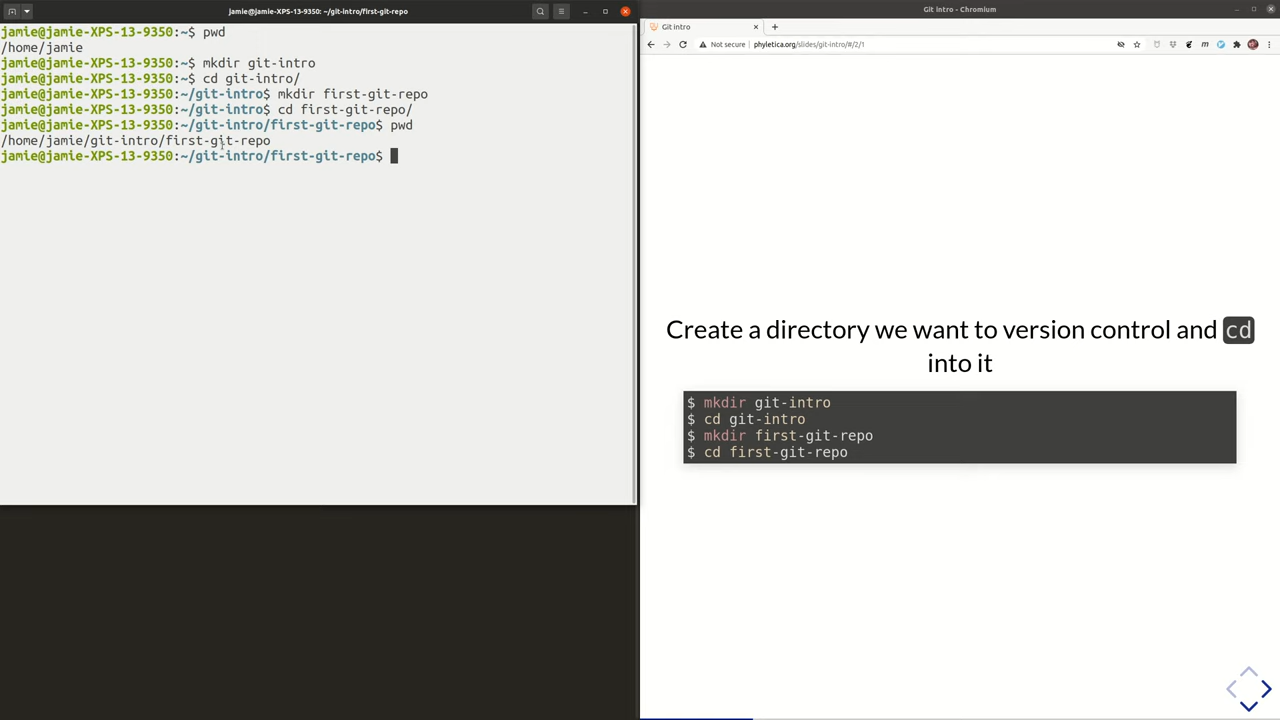 jamie@jamie-XPS-13-9350: ~/git-intro/first-git-repo
jamie@jamie-XPS-13-9350:~$ pwd
/home/jamie
jamie@jamie-XPS-13-9350:~$ mkdir git-intro
jamie@jamie-XPS-13-9350:~$ cd git-intro/
jamie@jamie-XPS-13-9350:~/git-intro$ mkdir first-git-repo
jamie@jamie-XPS-13-9350:~/git-intro$ cd first-git-repo/
jamie@jamie-XPS-13-9350:~/git-intro/first-git-repo$ pwd
/home/jamie/git-intro/first-git-repo
jamie@jamie-XPS-13-9350:~/git-intro/first-git-repo$
Git intro - Chromium
Git intro
Not secure phyletica.org/slides/git-intro/#/2/1
Create a directory we want to version control and cd
into it
$ mkdir git-intro
$ cd git-intro
$ mkdir first-git-repo
$ cd first-git-repo